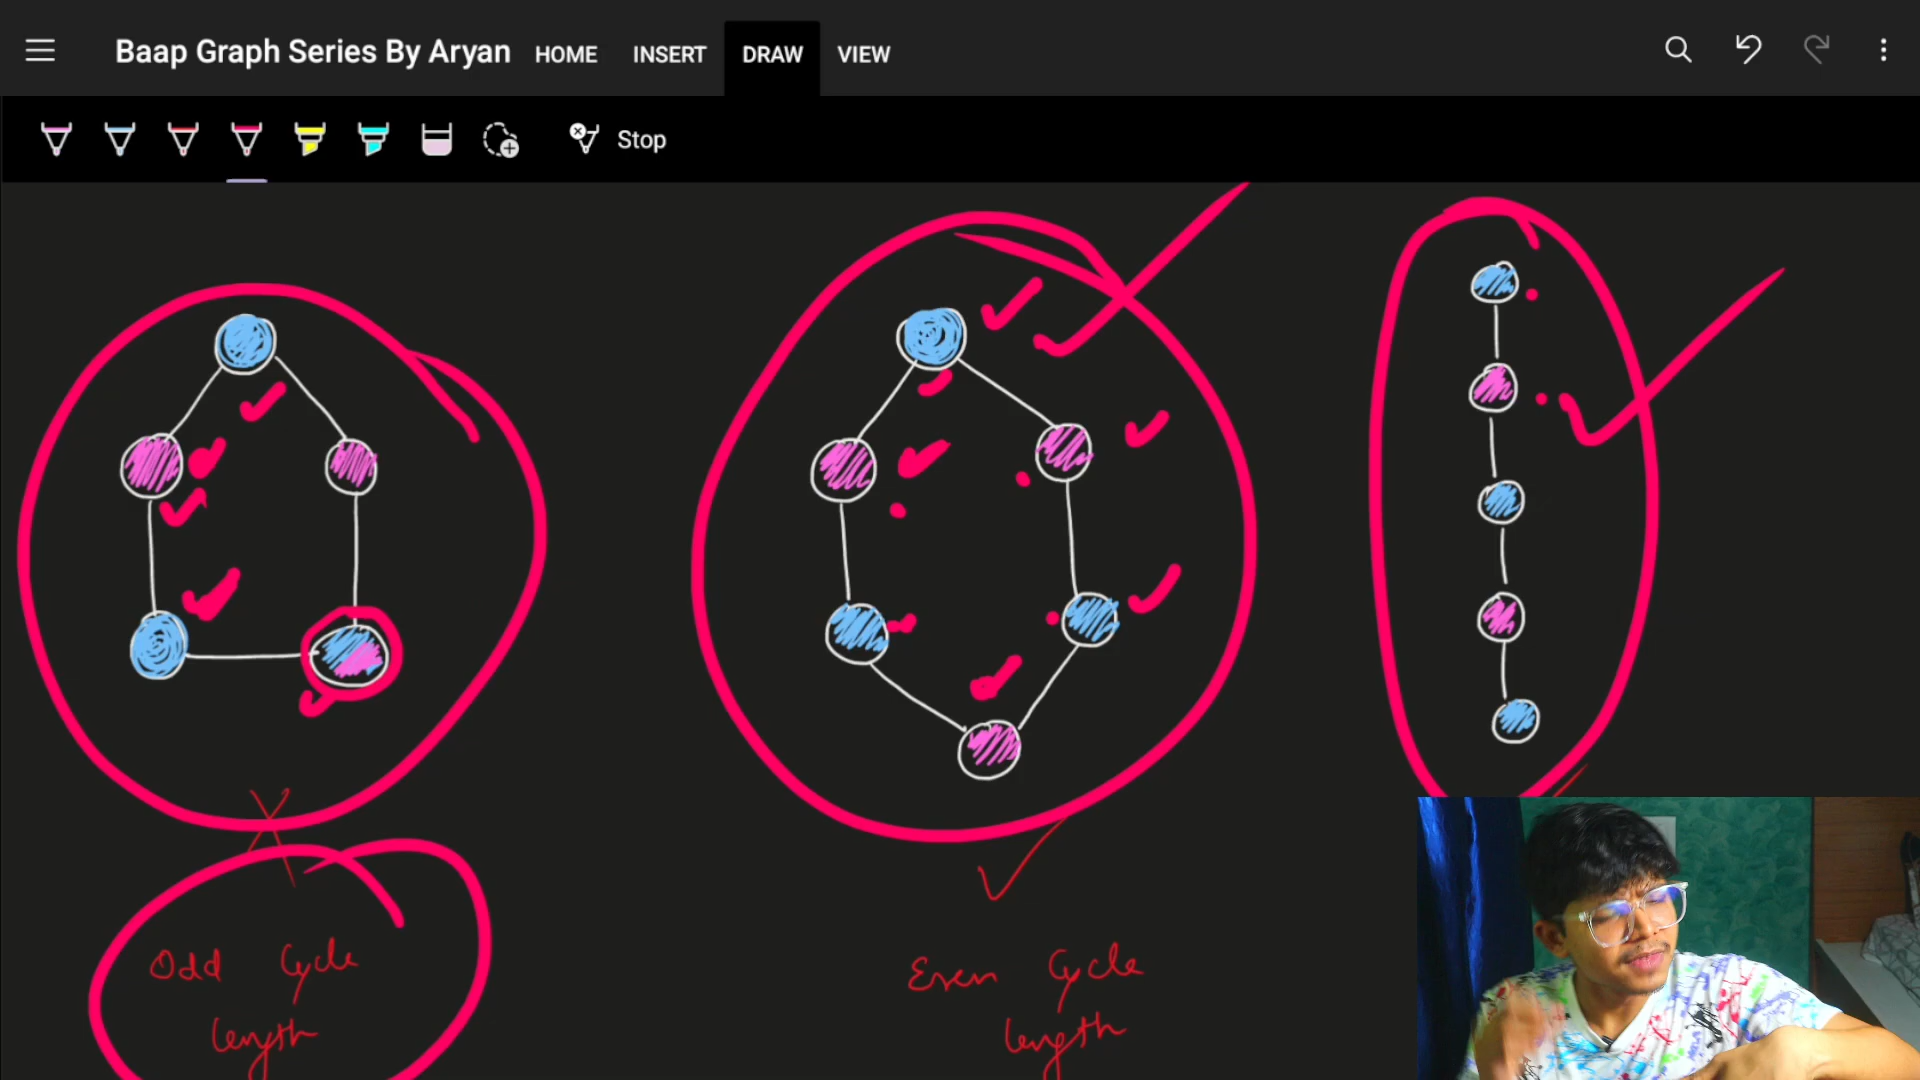 Baap Graph Series By Aryan HOME INSERT DRAW VIEW
Stop
Odd Cycle
length
Even Cycle
length